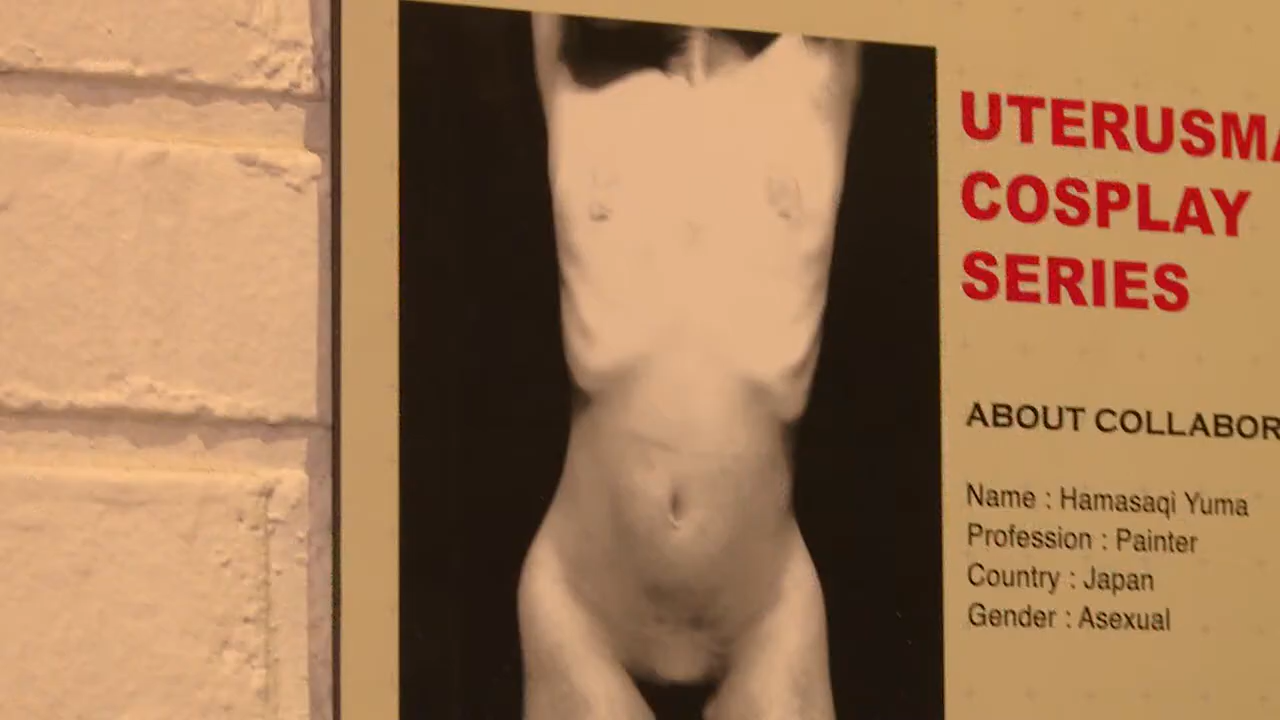 UTERUSMA
COSPLAY
SERIES
ABOUT COLLABOR
Name : Hamasaqi Yuma
Profession : Painter
Country : Japan
Gender : Asexual